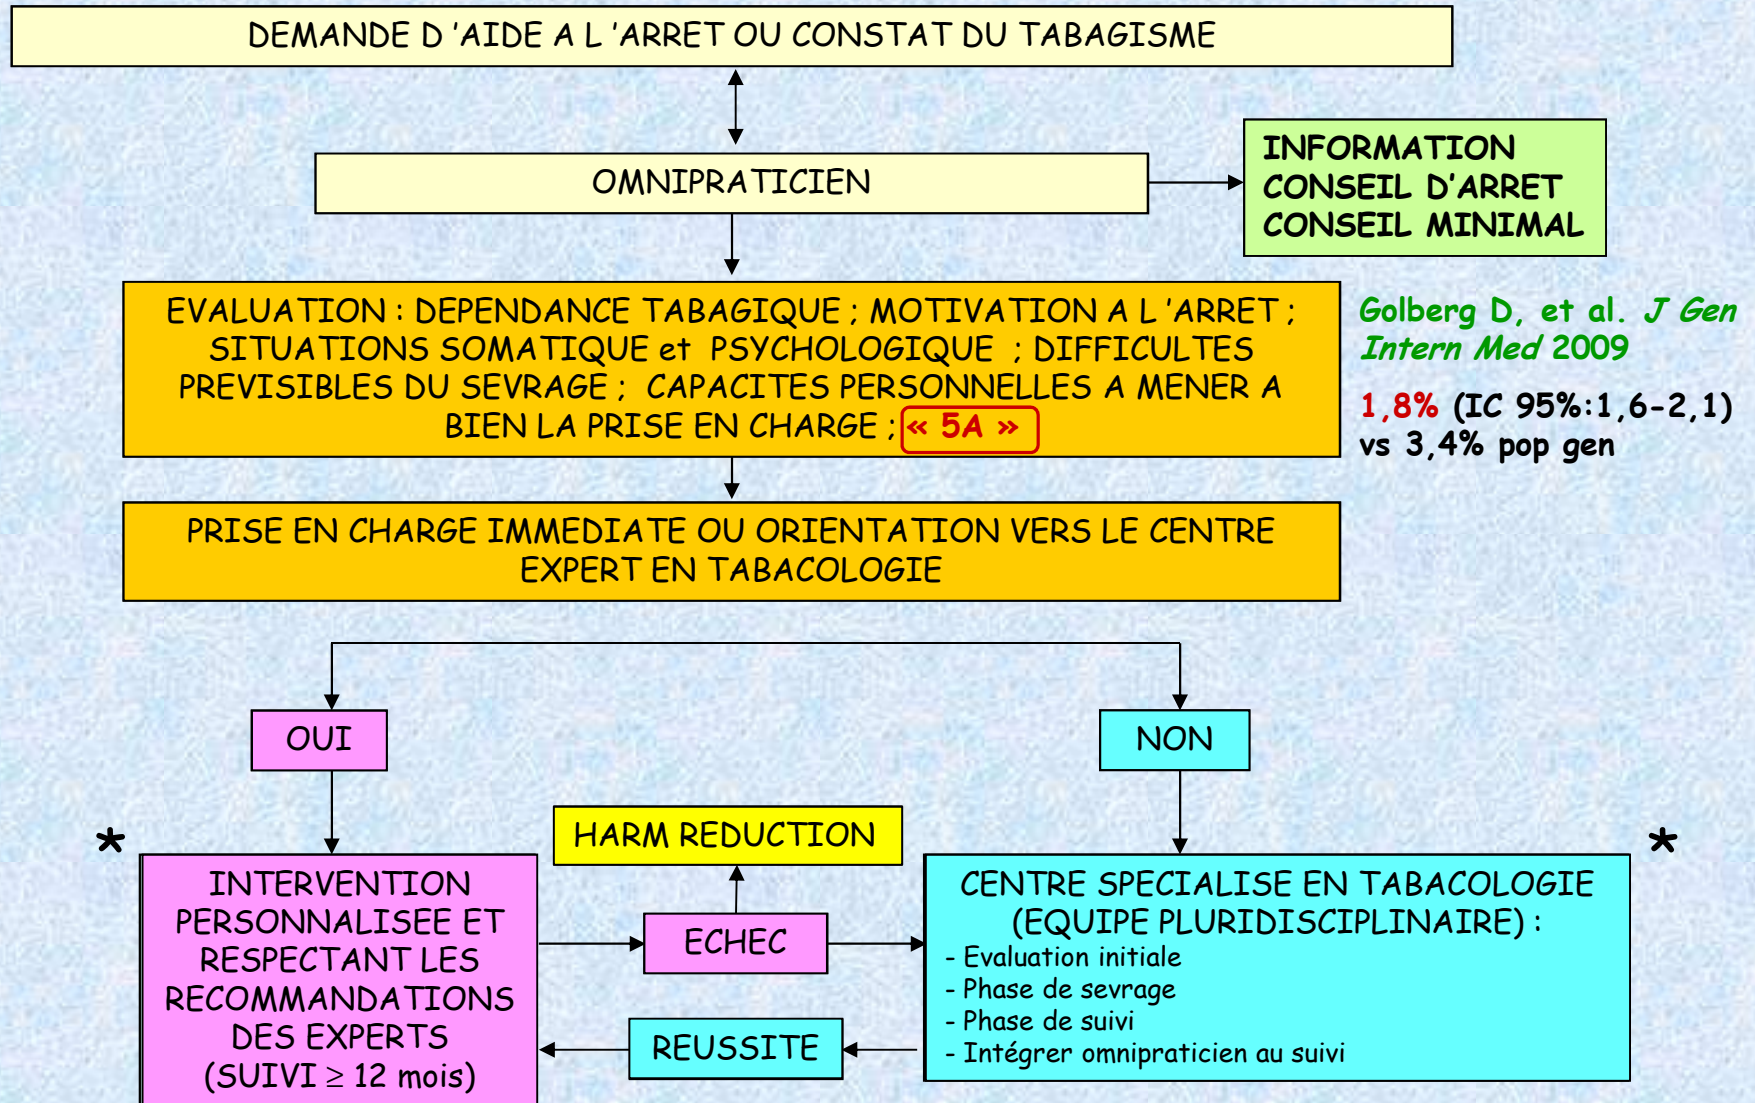 DEMANDE D 'AIDE A L 'ARRET OU CONSTAT DU TABAGISME
OMNIPRATICIEN
INFORMATION
CONSEIL D'ARRET
CONSEIL MINIMAL
EVALUATION : DEPENDANCE TABAGIQUE ; MOTIVATION A L 'ARRET ;
SITUATIONS SOMATIQUE et PSYCHOLOGIQUE ; DIFFICULTES
PREVISIBLES DU SEVRAGE ; CAPACITES PERSONNELLES A MENER A
BIEN LA PRISE EN CHARGE ; « 5A »
Golberg D, et al. J Gen
Intern Med 2009
1,8% (IC 95%:1,6-2,1)
vs 3,4% pop gen
PRISE EN CHARGE IMMEDIATE OU ORIENTATION VERS LE CENTRE
EXPERT EN TABACOLOGIE
OUI
NON
HARM REDUCTION
*
INTERVENTION
PERSONNALISEE ET
RESPECTANT LES
RECOMMANDATIONS
DES EXPERTS
(SUIVI ≥ 12 mois)
ECHEC
REUSSITE
*
CENTRE SPECIALISE EN TABACOLOGIE
(EQUIPE PLURIDISCIPLINAIRE) :
- Evaluation initiale
- Phase de sevrage
- Phase de suivi
- Intégrer omnipraticien au suivi